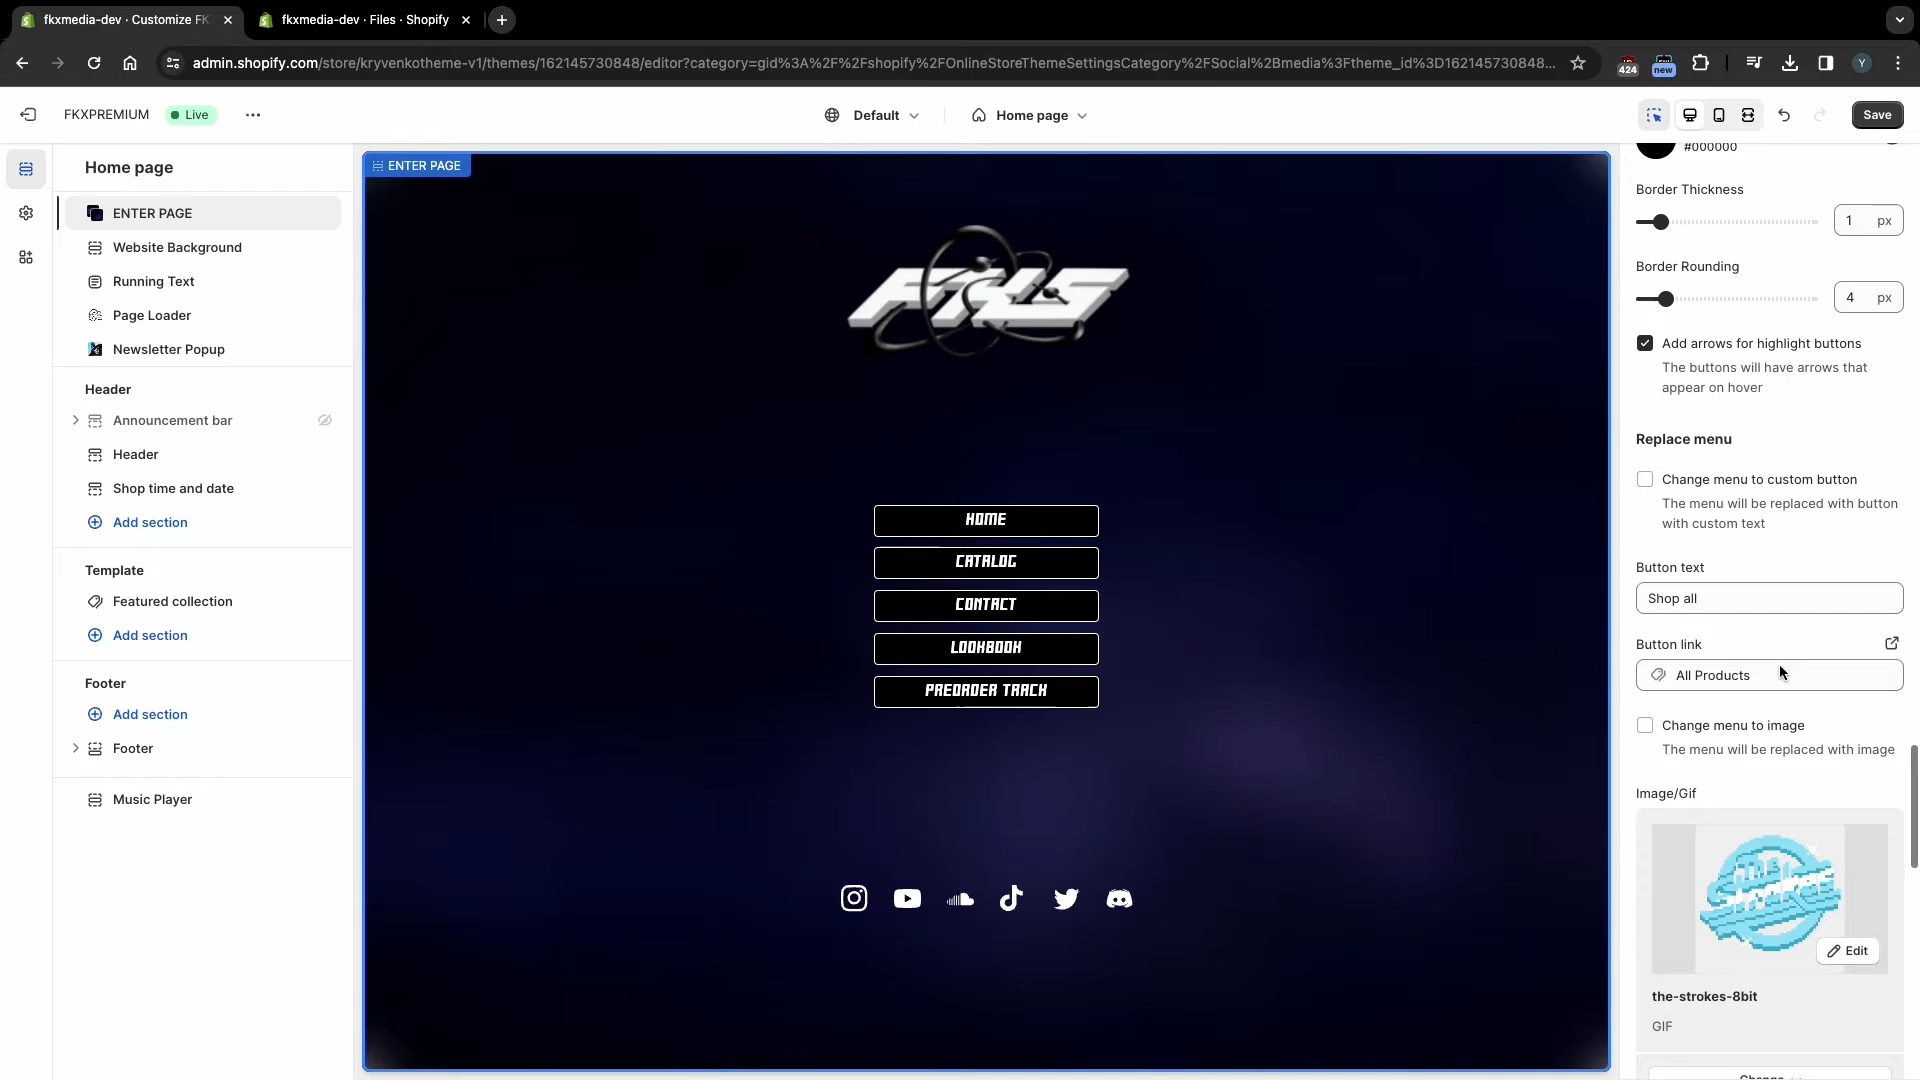 fkxmedia-dev · Customize FK
fkxmedia-dev · Files · Shopify
admin.shopify.com/store/kryvenkotheme-v1/themes/162145730848/editor?category=gid%3A%2F%2Fshopify%2FOnlineStoreThemeSettingsCategory%2FSocial%2Bmedia%3Ftheme_id%3D162145730848...
424
new
Y
FKXPREMIUM
Live
Default
Home page
Save
Home page
ENTER PAGE
Website Background
Running Text
Page Loader
Newsletter Popup
Header
Announcement bar
Header
Shop time and date
Add section
Template
Featured collection
Add section
Footer
Add section
Footer
Music Player
ENTER PAGE
HOME
CATALOG
CONTACT
LOOKBOOK
PREORDER TRACK
#000000
Border Thickness
1 px
Border Rounding
4 px
Add arrows for highlight buttons
The buttons will have arrows that
appear on hover
Replace menu
Change menu to custom button
The menu will be replaced with button
with custom text
Button text
Shop all
Button link
All Products
Change menu to image
The menu will be replaced with image
Image/Gif
Edit
the-strokes-8bit
GIF
Change